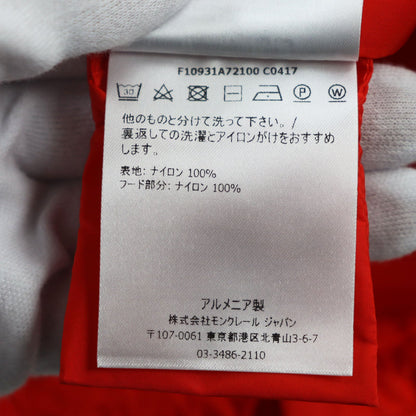 F10931A72100 C0417
他のものと分けて洗って下さい。/
裏返しての洗濯とアイロンがけをおすすめ
します。
表地: ナイロン 100%
フード部分: ナイロン 100%
アルメニア製
株式会社モンクレール ジャパン
〒107-0061 東京都港区北青山3-6-7
03-3486-2110